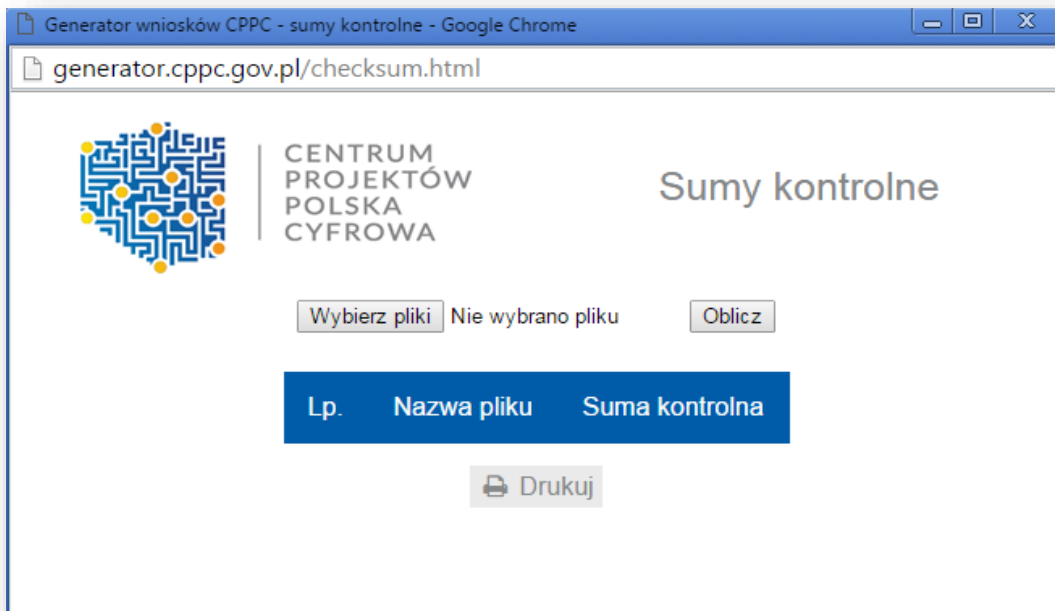 Generator wniosków CPPC - sumy kontrolne - Google Chrome
generator.cppc.gov.pl/checksum.html
CENTRUM
PROJEKTÓW
POLSKA
CYFROWA
Sumy kontrolne
Wybierz pliki Nie wybrano pliku Oblicz
Lp. Nazwa pliku Suma kontrolna
Drukuj